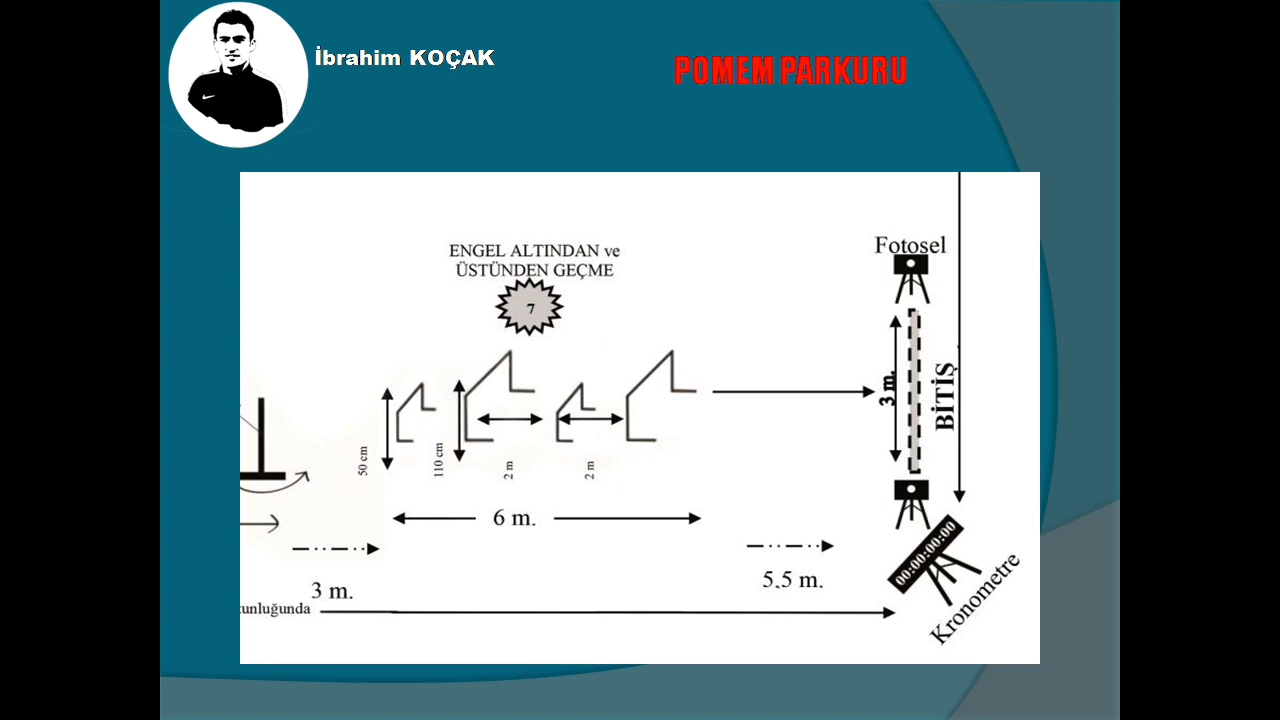 İbrahim KOÇAK
POMEM PARKURU
ENGEL ALTINDAN ve
ÜSTÜNDEN GEÇME
7
Fotosel
3 m.
BİTİŞ
50 cm
110 cm
2 m
2 m
6 m.
3 m.
5,5 m.
unluğunda
00:00:00:00
Kronometre